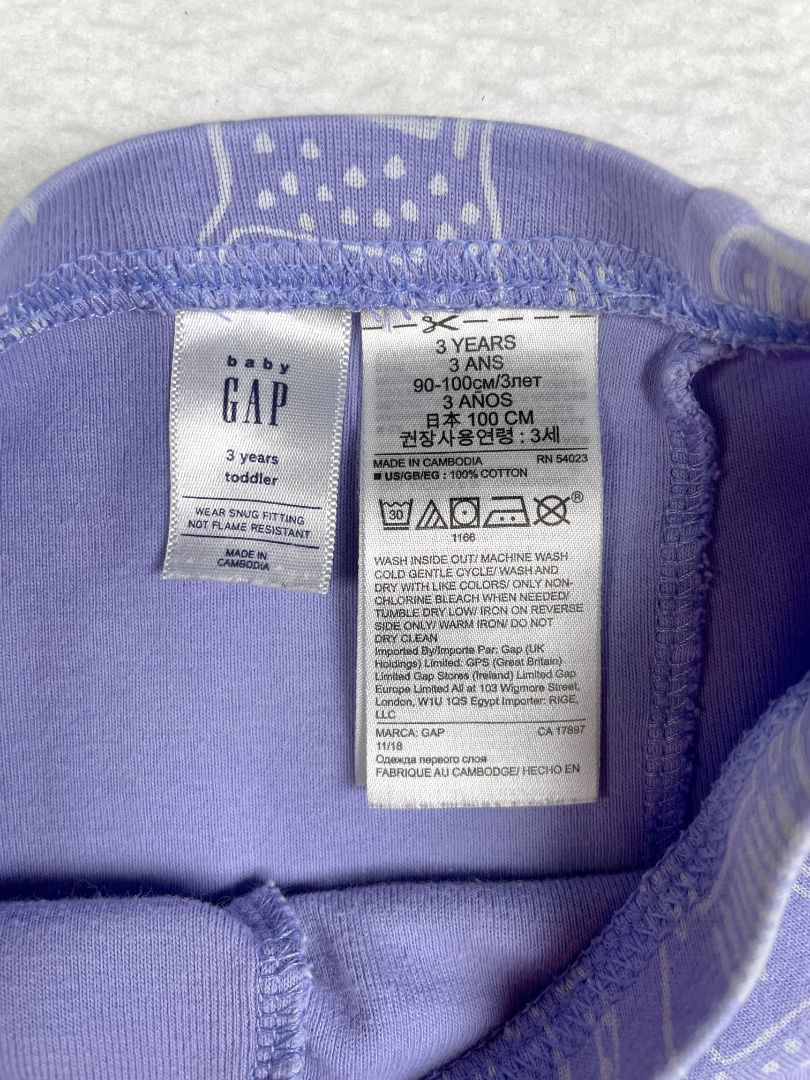 baby
GAP
3 years
toddler
WEAR SNUG FITTING
NOT FLAME RESISTANT
MADE IN
CAMBODIA
3 YEARS
3 ANS
90-100см/3лет
3 AÑOS
日本 100 CM
권장사용연령 : 3세
MADE IN CAMBODIA RN 54023
■ US/GB/EG : 100% COTTON
30
®
1166
WASH INSIDE OUT/ MACHINE WASH
COLD GENTLE CYCLE/ WASH AND
DRY WITH LIKE COLORS/ ONLY NON-
CHLORINE BLEACH WHEN NEEDED/
TUMBLE DRY LOW/ IRON ON REVERSE
SIDE ONLY/ WARM IRON/ DO NOT
DRY CLEAN
Imported By/Importe Par: Gap (UK
Holdings) Limited: GPS (Great Britain)
Limited Gap Stores (Ireland) Limited Gap
Europe Limited All at 103 Wigmore Street,
London, W1U 1QS Egypt Importer: RIGE,
LLC
MARCA: GAP CA 17897
11/18
Одежда первого слоя
FABRIQUE AU CAMBODGE/ HECHO EN